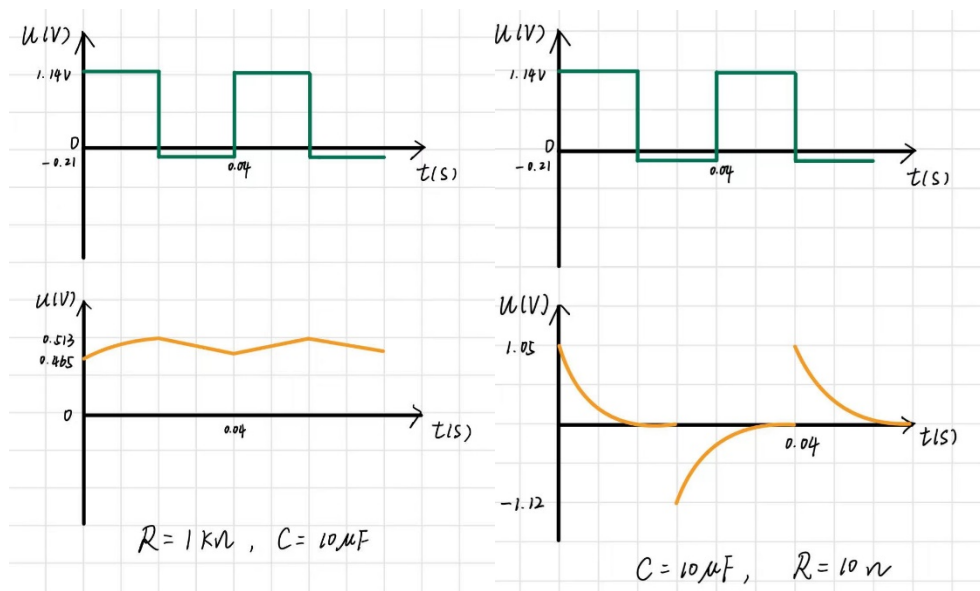 U(V)
1.14V
0
-0.21
0.04
t(s)
U(V)
0.513
0.465
0
0.04
t(s)
R = 1 KΩ , C = 10 μF
U(V)
1.14V
0
-0.21
0.04
t(s)
U(V)
1.05
0.04
t(s)
-1.12
C = 10 μF , R = 10 Ω